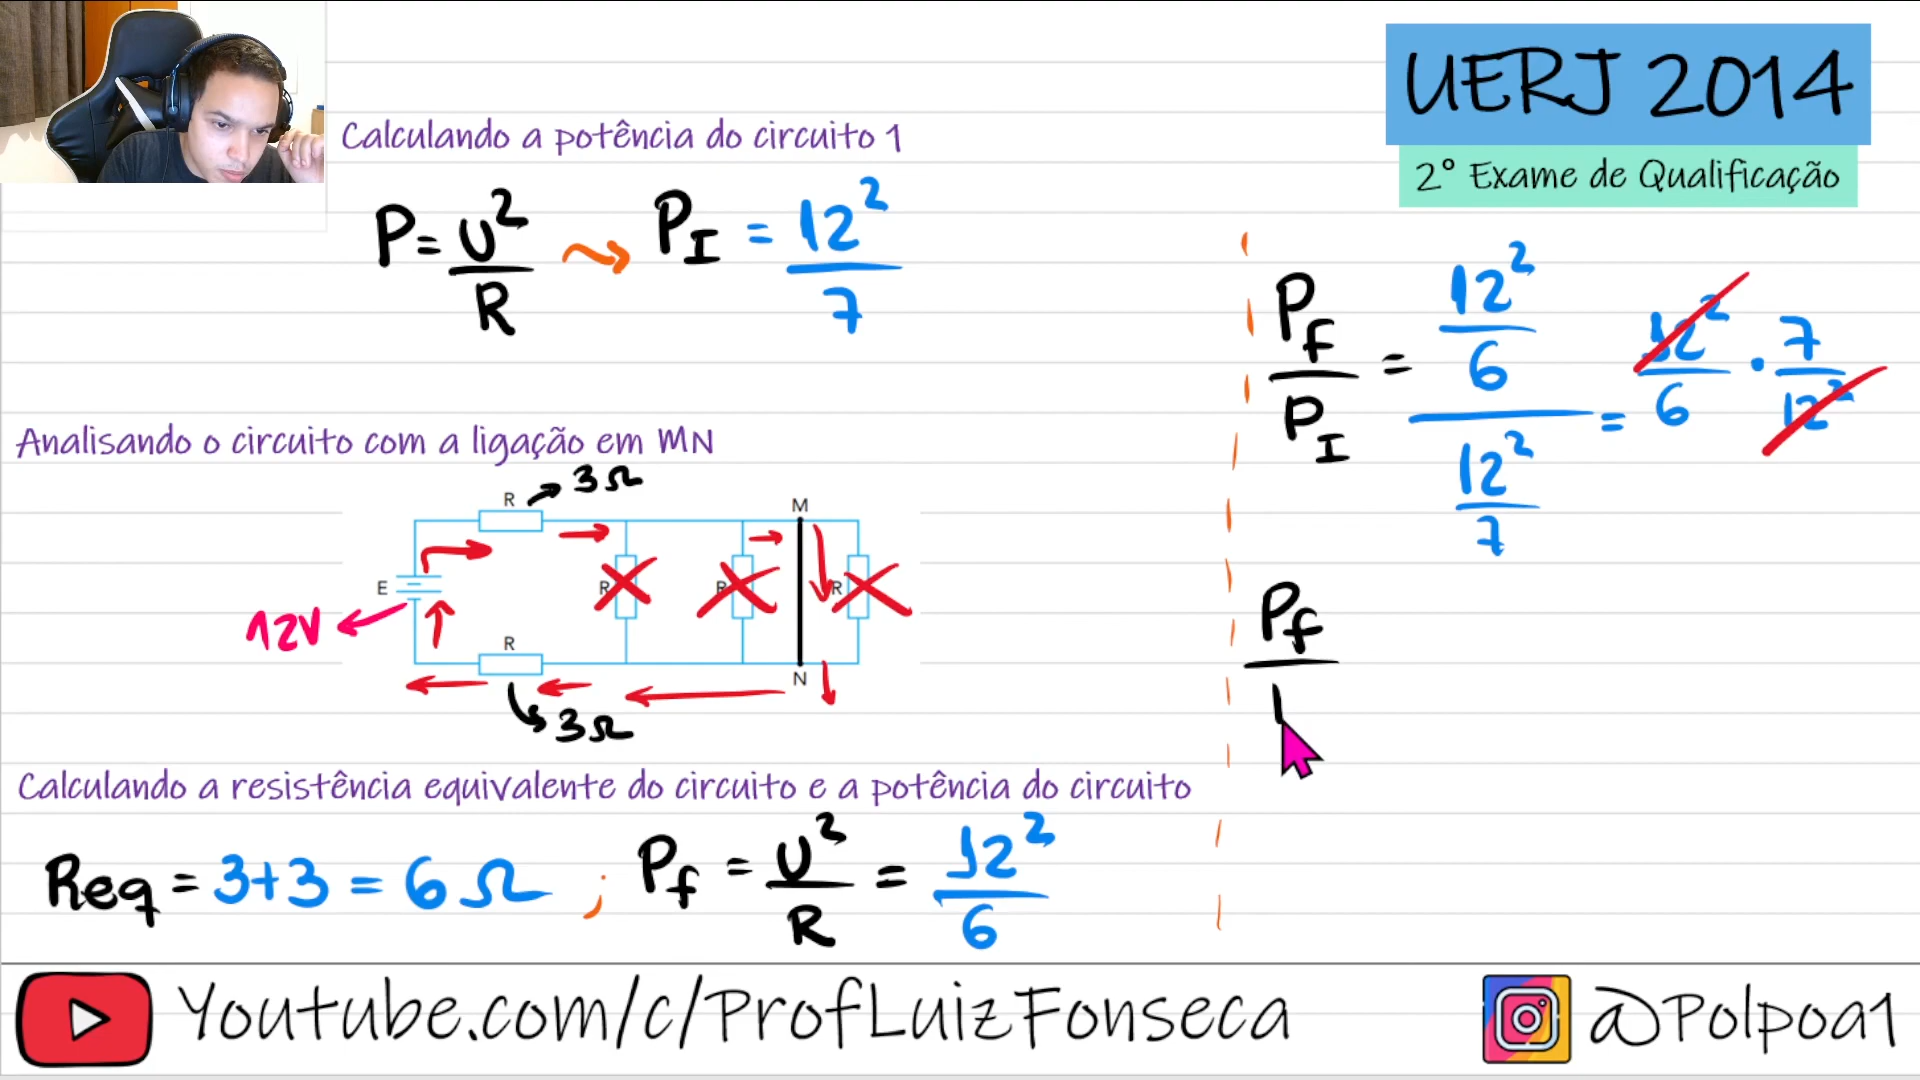 UERJ 2014
2° Exame de Qualificação
Calculando a potência do circuito 1
P = U²/R → P_I = 12²/7
Analisando o circuito com a ligação em MN
R → 3Ω
M
E
R R R
12V
R
N
3Ω
Calculando a resistência equivalente do circuito e a potência do circuito
Req = 3+3 = 6Ω ; P_f = U²/R = 12²/6
P_f/P_I = (12²/6)/(12²/7) = 12²/6 · 7/12²
P_f
Youtube.com/c/ProfLuizFonseca
@Polpoa1